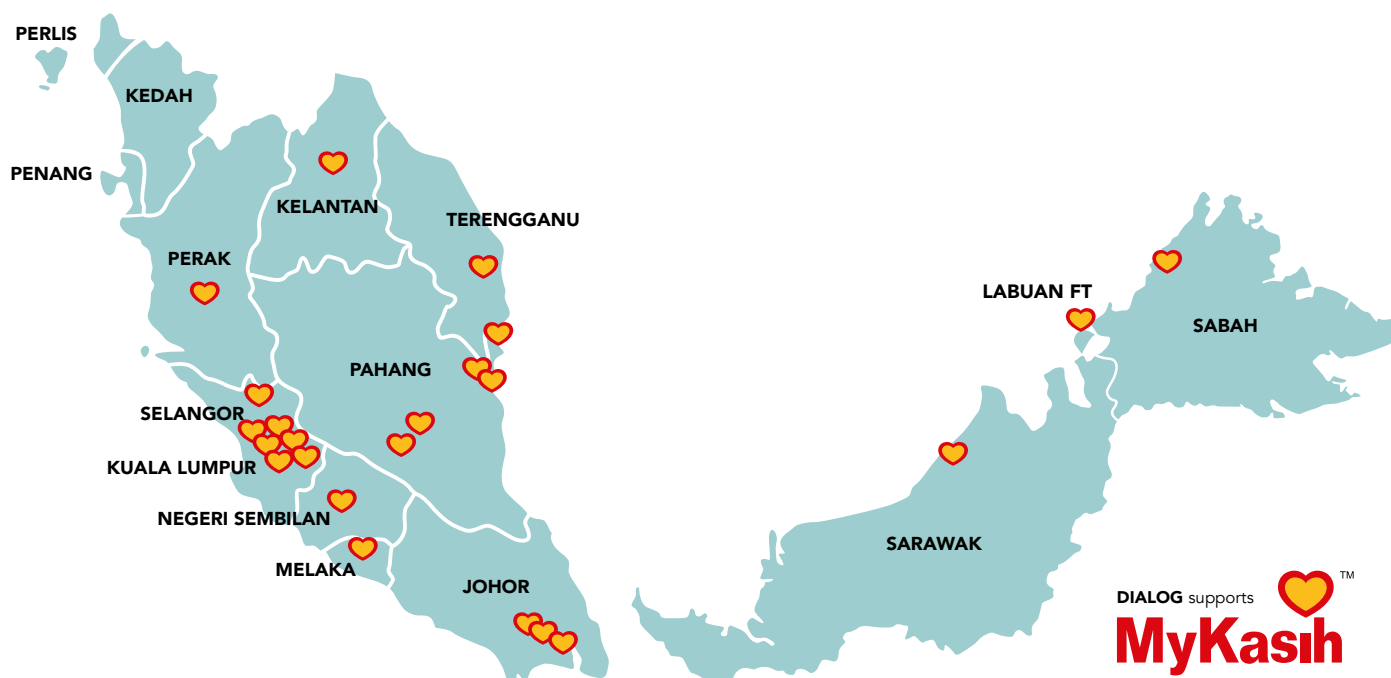 PERLIS
KEDAH
PENANG
KELANTAN
TERENGGANU
PERAK
LABUAN FT
SABAH
PAHANG
SELANGOR
KUALA LUMPUR
NEGERI SEMBILAN
SARAWAK
MELAKA
JOHOR
DIALOG supports
TM
MyKasih